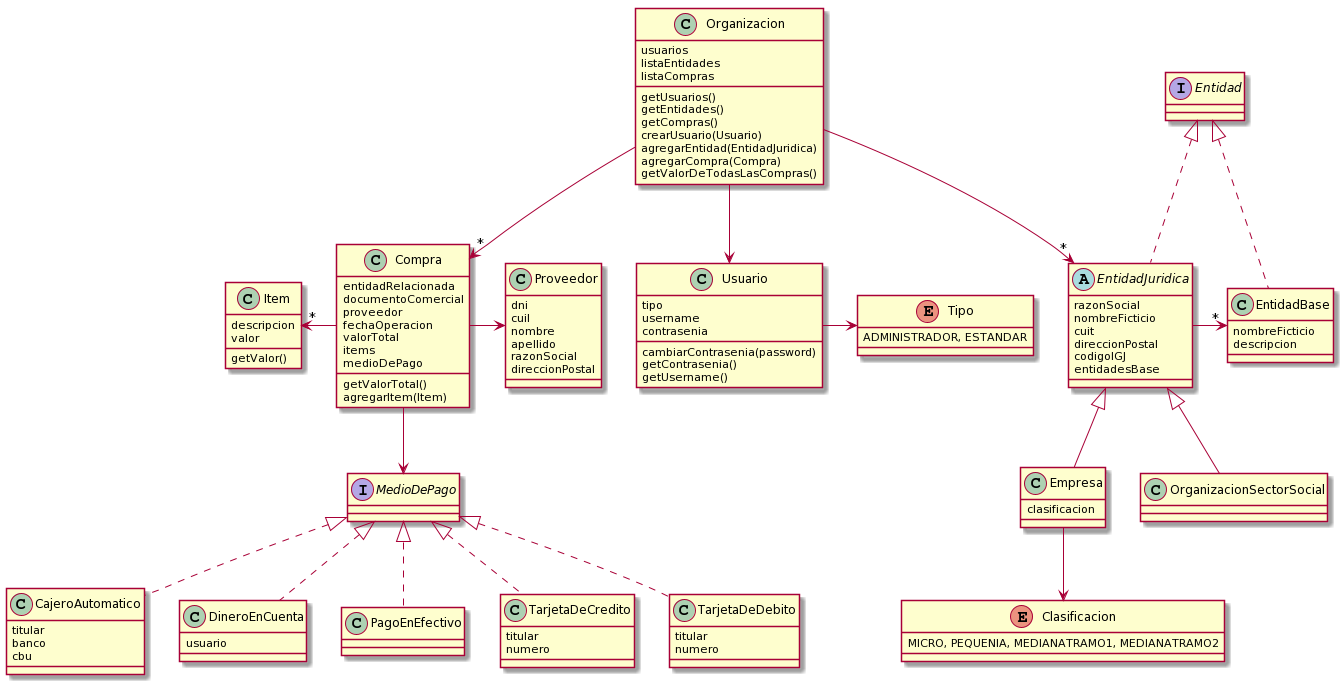 C Organizacion
usuarios
listaEntidades
listaCompras
getUsuarios()
getEntidades()
getCompras()
crearUsuario(Usuario)
agregarEntidad(EntidadJuridica)
agregarCompra(Compra)
getValorDeTodasLasCompras()
I Entidad
*
*
C Item
descripcion
valor
getValor()
*
C Compra
entidadRelacionada
documentoComercial
proveedor
fechaOperacion
valorTotal
items
medioDePago
getValorTotal()
agregarItem(Item)
C Proveedor
dni
cuil
nombre
apellido
razonSocial
direccionPostal
C Usuario
tipo
username
contrasenia
cambiarContrasenia(password)
getContrasenia()
getUsername()
E Tipo
ADMINISTRADOR, ESTANDAR
A EntidadJuridica
razonSocial
nombreFicticio
cuit
direccionPostal
codigoIGJ
entidadesBase
*
C EntidadBase
nombreFicticio
descripcion
I MedioDePago
C Empresa
clasificacion
C OrganizacionSectorSocial
C CajeroAutomatico
titular
banco
cbu
C DineroEnCuenta
usuario
C PagoEnEfectivo
C TarjetaDeCredito
titular
numero
C TarjetaDeDebito
titular
numero
E Clasificacion
MICRO, PEQUENIA, MEDIANATRAMO1, MEDIANATRAMO2